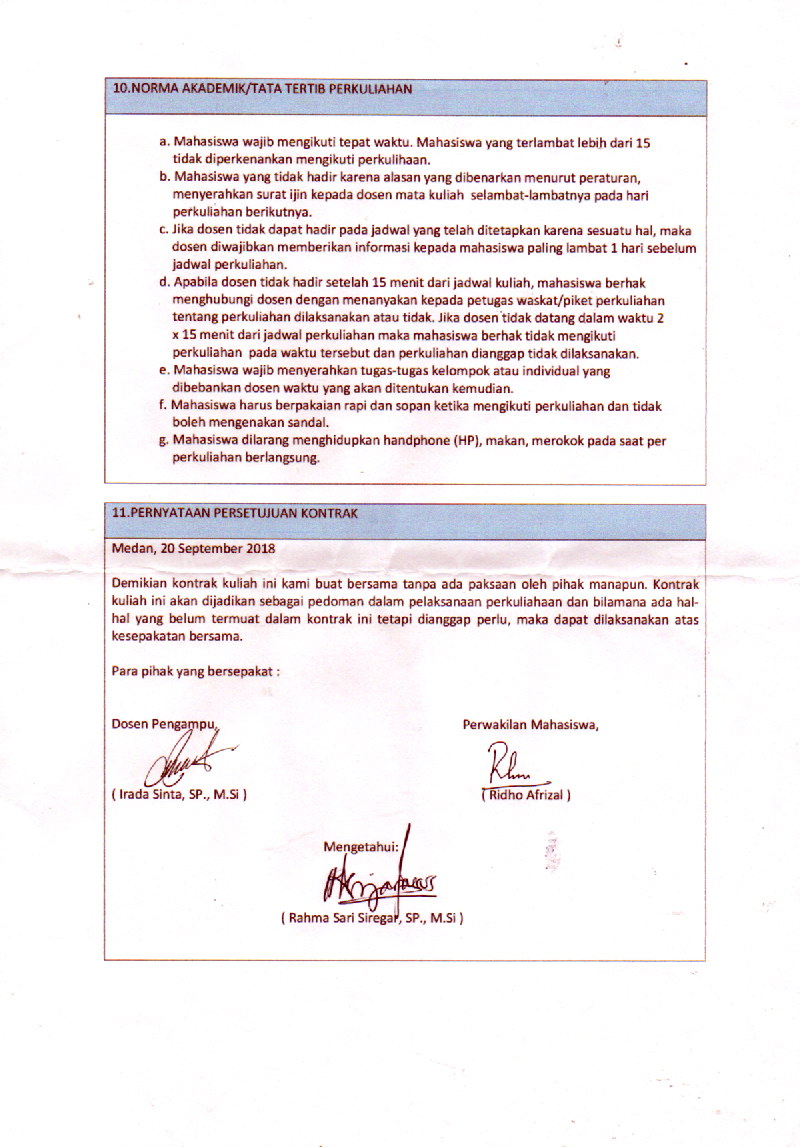 10.NORMA AKADEMIK/TATA TERTIB PERKULIAHAN
a. Mahasiswa wajib mengikuti tepat waktu. Mahasiswa yang terlambat lebih dari 15
tidak diperkenankan mengikuti perkulihaan.
b. Mahasiswa yang tidak hadir karena alasan yang dibenarkan menurut peraturan,
menyerahkan surat ijin kepada dosen mata kuliah selambat-lambatnya pada hari
perkuliahan berikutnya.
c. Jika dosen tidak dapat hadir pada jadwal yang telah ditetapkan karena sesuatu hal, maka
dosen diwajibkan memberikan informasi kepada mahasiswa paling lambat 1 hari sebelum
jadwal perkuliahan.
d. Apabila dosen tidak hadir setelah 15 menit dari jadwal kuliah, mahasiswa berhak
menghubungi dosen dengan menanyakan kepada petugas waskat/piket perkuliahan
tentang perkuliahan dilaksanakan atau tidak. Jika dosen tidak datang dalam waktu 2
x 15 menit dari jadwal perkuliahan maka mahasiswa berhak tidak mengikuti
perkuliahan pada waktu tersebut dan perkuliahan dianggap tidak dilaksanakan.
e. Mahasiswa wajib menyerahkan tugas-tugas kelompok atau individual yang
dibebankan dosen waktu yang akan ditentukan kemudian.
f. Mahasiswa harus berpakaian rapi dan sopan ketika mengikuti perkuliahan dan tidak
boleh mengenakan sandal.
g. Mahasiswa dilarang menghidupkan handphone (HP), makan, merokok pada saat per
perkuliahan berlangsung.
11.PERNYATAAN PERSETUJUAN KONTRAK
Medan, 20 September 2018
Demikian kontrak kuliah ini kami buat bersama tanpa ada paksaan oleh pihak manapun. Kontrak
kuliah ini akan dijadikan sebagai pedoman dalam pelaksanaan perkuliahaan dan bilamana ada hal-
hal yang belum termuat dalam kontrak ini tetapi dianggap perlu, maka dapat dilaksanakan atas
kesepakatan bersama.
Para pihak yang bersepakat :
Dosen Pengampu,
Perwakilan Mahasiswa,
( Irada Sinta, SP., M.Si )
( Ridho Afrizal )
Mengetahui:
( Rahma Sari Siregar, SP., M.Si )